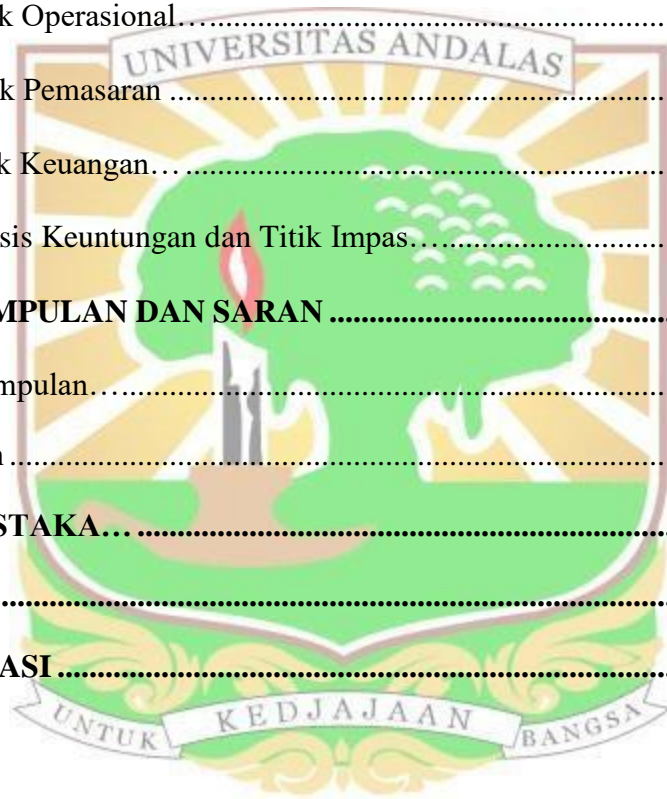 k Operasional….......................................................................
UNIVERSITAS ANDALAS
k Pemasaran ..........................................................................
k Keuangan…........................................................................
sis Keuntungan dan Titik Impas…...................................
MPULAN DAN SARAN ..................................................
mpulan…............................................................................
n ..........................................................................................
STAKA… ..........................................................................
...........................................................................................
ASI .....................................................................................
UNTUK KEDJAJAAN BANGSA